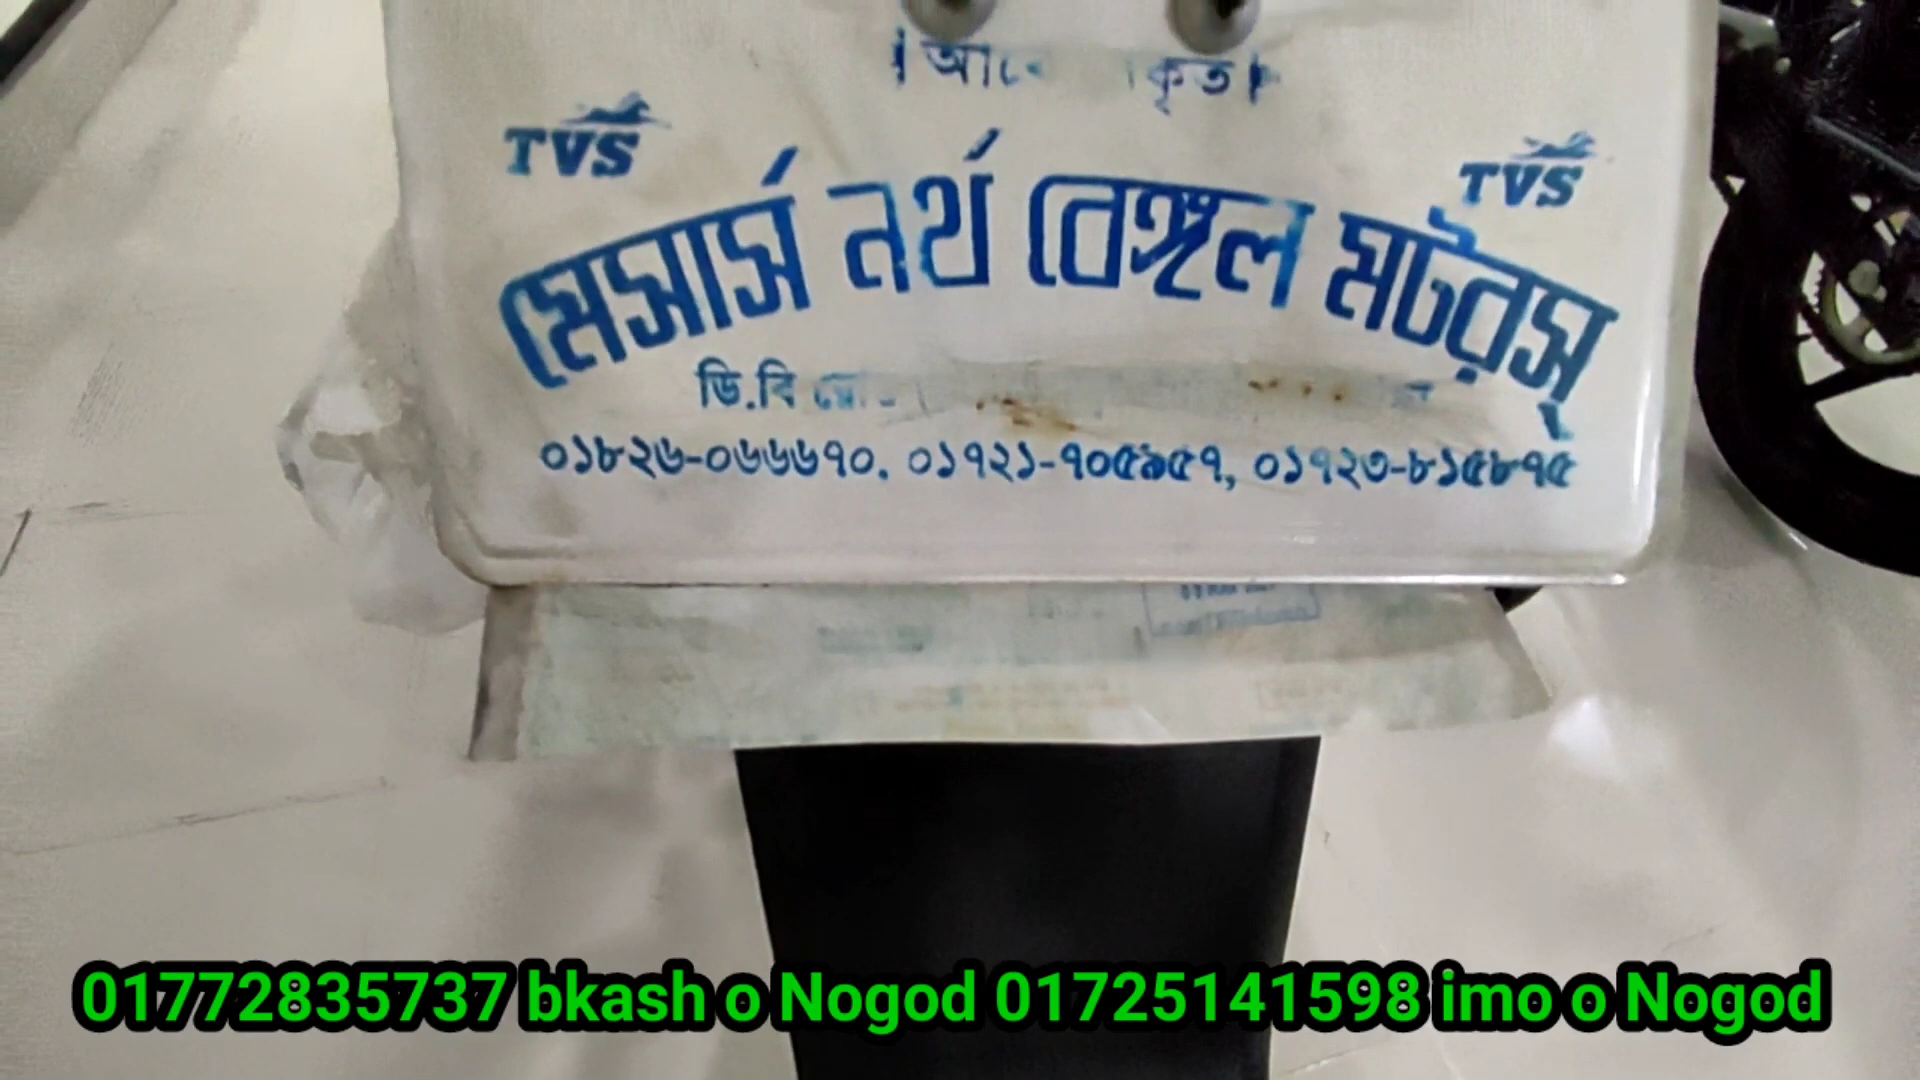 TVS
TVS
মেসার্স নর্থ বেঙ্গল মটরস্
ডি.বি
০১৮২৬-০৬৬৬৭০. ০১৭২১-৭০৫৯৫৭, ০১৭২৩-৮১৫৮৭৫
01772835737 bkash o Nogod 01725141598 imo o Nogod